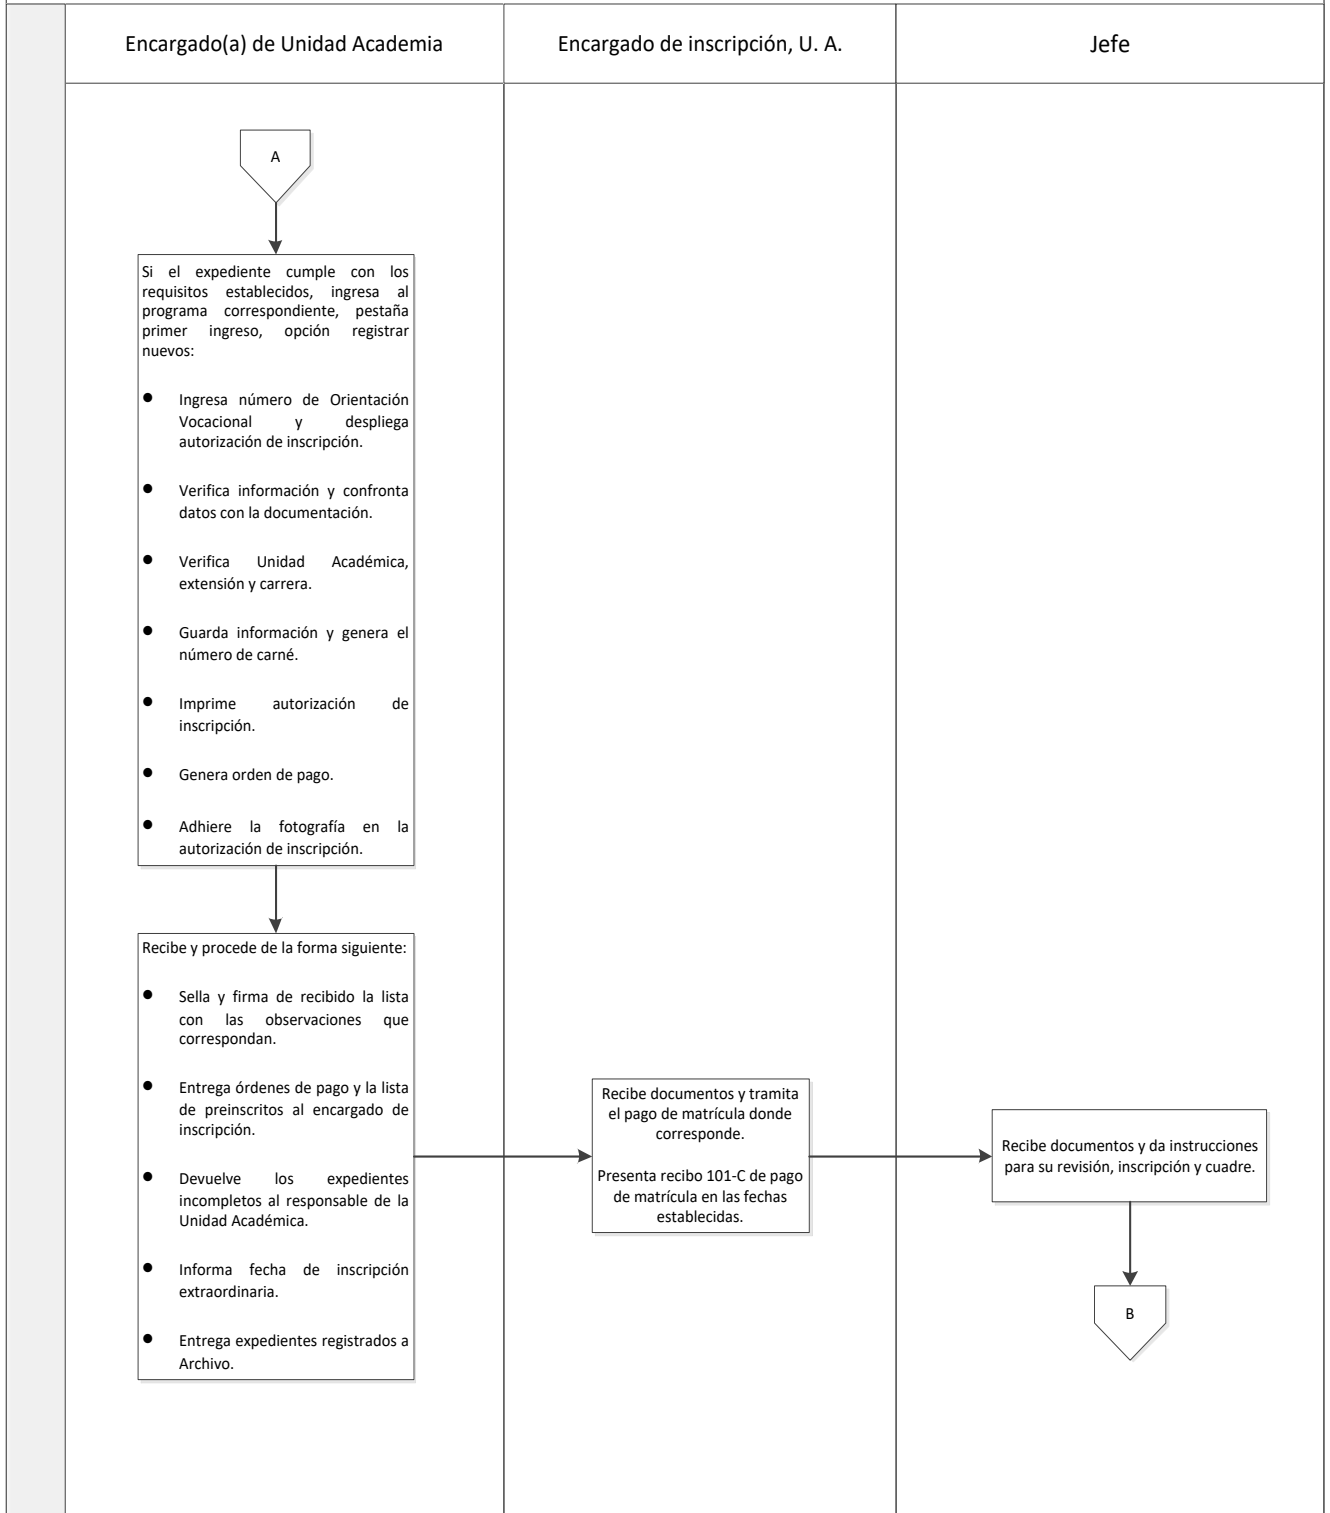 Encargado(a) de Unidad Academia
Encargado de inscripción, U. A.
Jefe
A
Si el expediente cumple con los
requisitos establecidos, ingresa al
programa correspondiente, pestaña
primer ingreso, opción registrar
nuevos:
● Ingresa número de Orientación
Vocacional y despliega
autorización de inscripción.
● Verifica información y confronta
datos con la documentación.
● Verifica Unidad Académica,
extensión y carrera.
● Guarda información y genera el
número de carné.
● Imprime autorización de
inscripción.
● Genera orden de pago.
● Adhiere la fotografía en la
autorización de inscripción.
Recibe y procede de la forma siguiente:
● Sella y firma de recibido la lista
con las observaciones que
correspondan.
● Entrega órdenes de pago y la lista
de preinscritos al encargado de
inscripción.
● Devuelve los expedientes
incompletos al responsable de la
Unidad Académica.
● Informa fecha de inscripción
extraordinaria.
● Entrega expedientes registrados a
Archivo.
Recibe documentos y tramita
el pago de matrícula donde
corresponde.
Presenta recibo 101-C de pago
de matrícula en las fechas
establecidas.
Recibe documentos y da instrucciones
para su revisión, inscripción y cuadre.
B